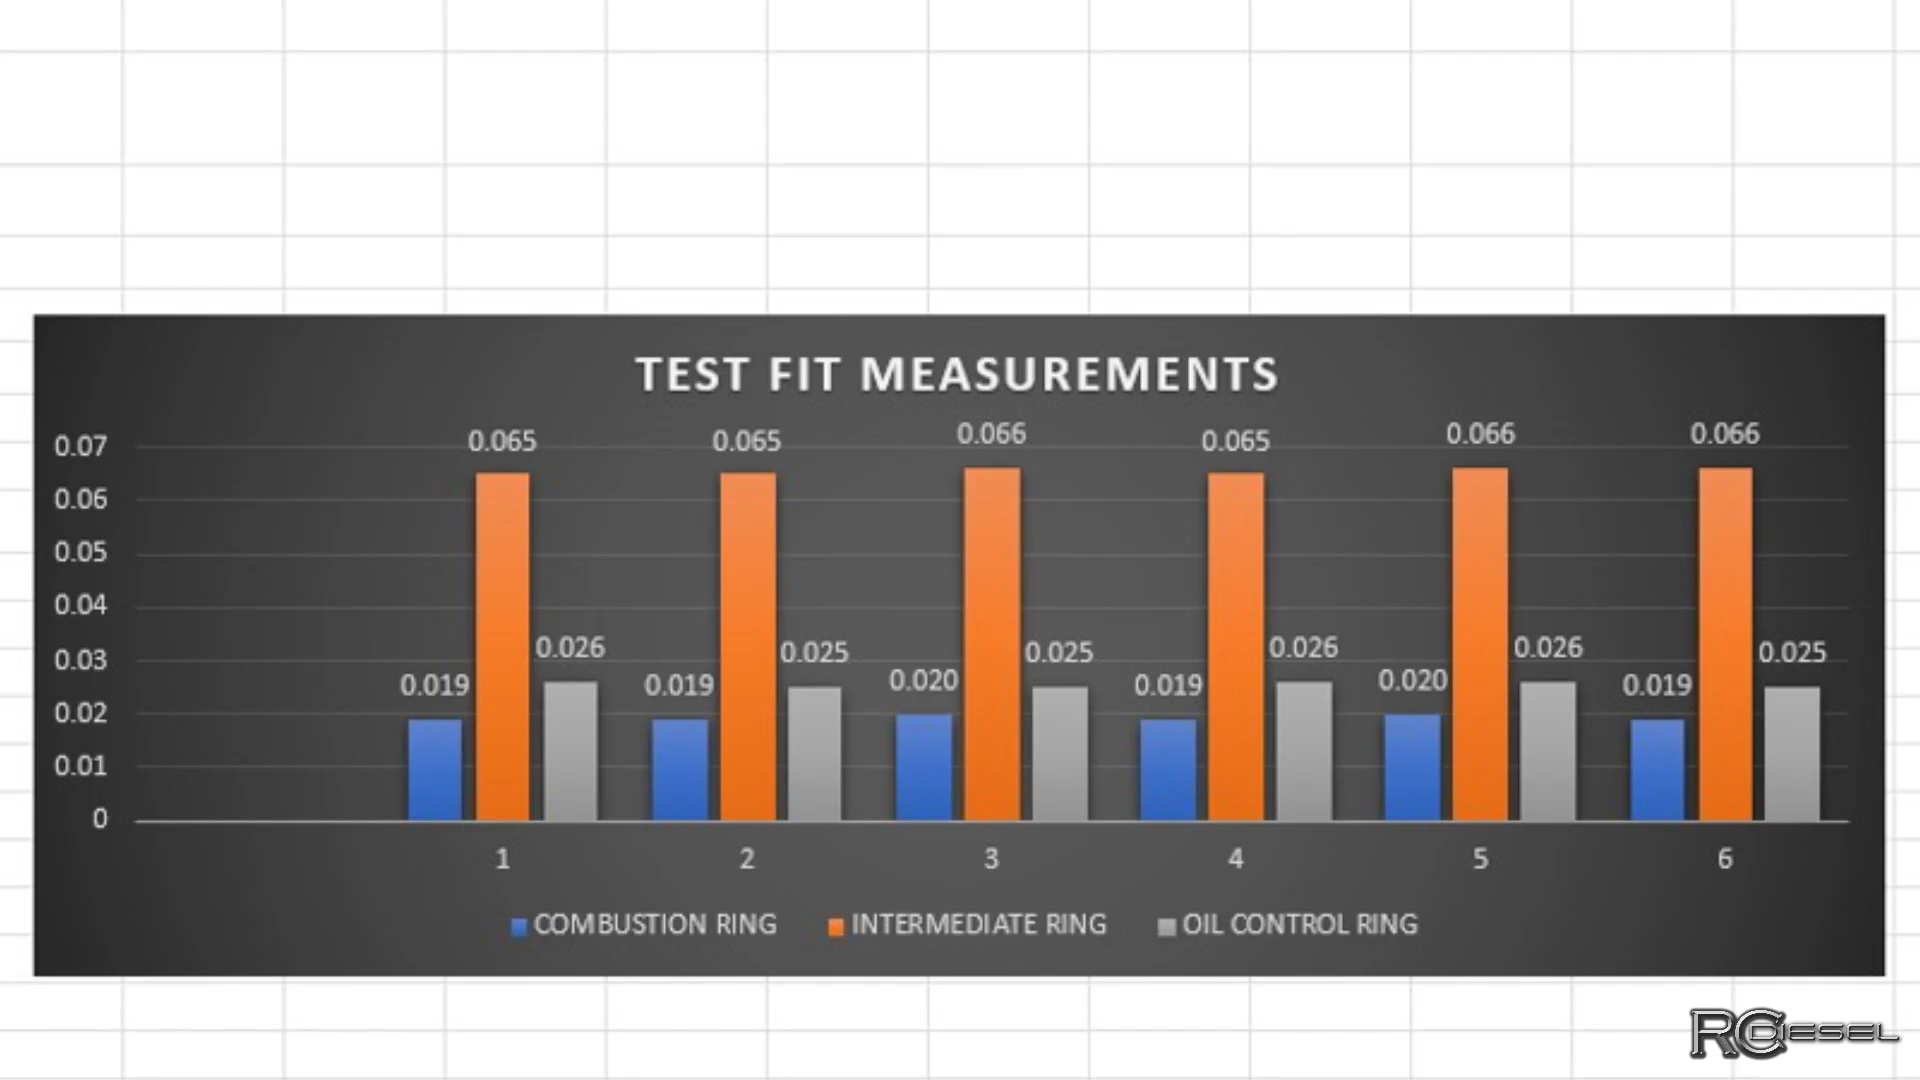 TEST FIT MEASUREMENTS
0.07
0.06
0.05
0.04
0.03
0.02
0.01
0
0.065 0.065 0.066 0.065 0.066 0.066
0.026 0.025 0.025 0.026 0.026 0.025
0.019 0.019 0.020 0.019 0.020 0.019
1 2 3 4 5 6
COMBUSTION RING INTERMEDIATE RING OIL CONTROL RING
RC DIESEL